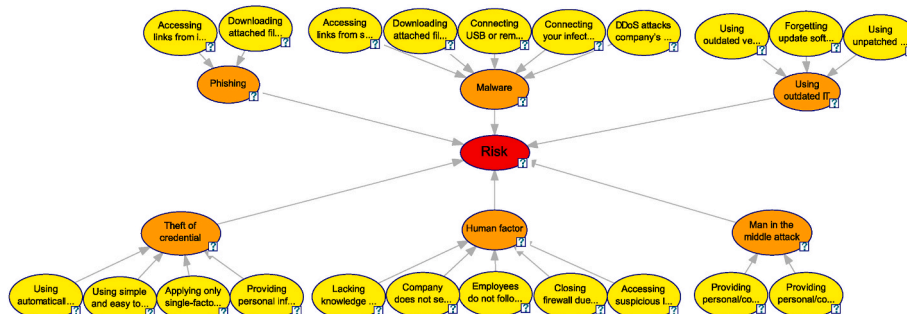 Accessing
links from i...
Downloading
attached fil...
Accessing
links from s...
Downloading
attached fil...
Connecting
USB or rem...
Connecting
your infect...
DDoS attacks
company's ...
Using
outdated ve...
Forgetting
update soft...
Using
unpatched ...
Phishing
Malware
Using
outdated IT
Risk
Theft of
credential
Human factor
Man in the
middle attack
Using
automaticall...
Using simple
and easy to...
Applying only
single-facto...
Providing
personal inf...
Lacking
knowledge ...
Company
does not se...
Employees
do not follo...
Closing
firewall due...
Accessing
suspicious l...
Providing
personal/co...
Providing
personal/co...